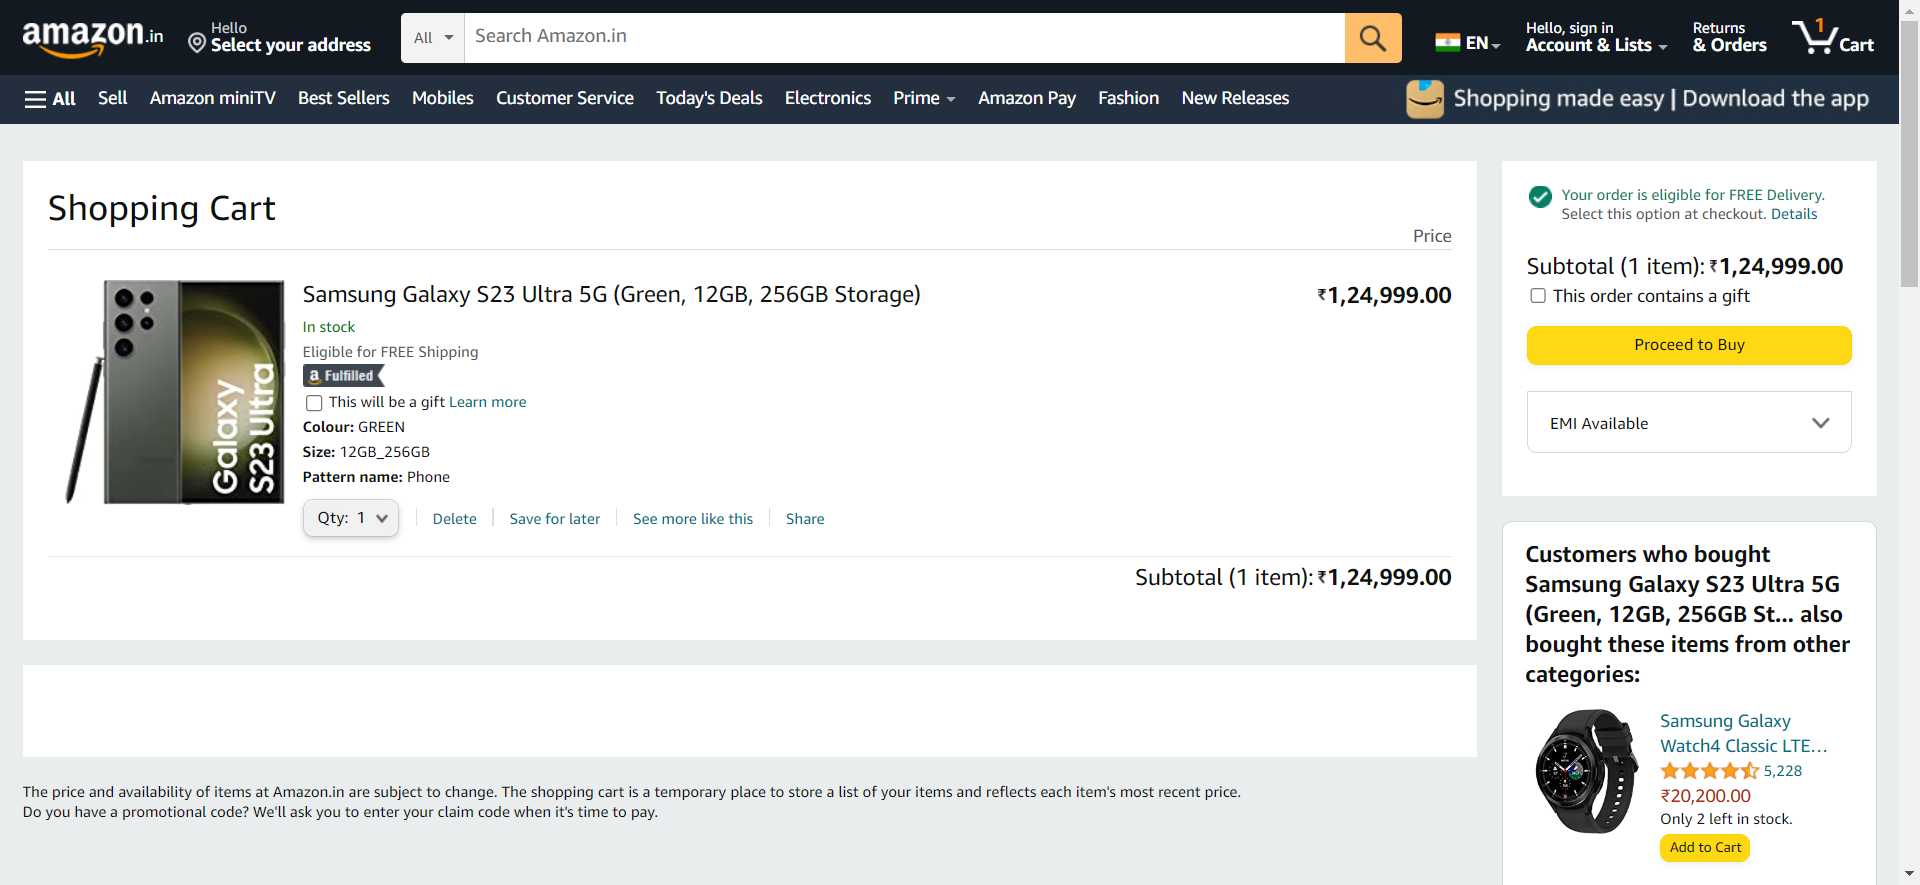 amazon.in
Hello
Select your address
All
Search Amazon.in
EN
Hello, sign in
Account & Lists
Returns
& Orders
1
Cart
All
Sell
Amazon miniTV
Best Sellers
Mobiles
Customer Service
Today's Deals
Electronics
Prime
Amazon Pay
Fashion
New Releases
Shopping made easy | Download the app
Shopping Cart
Price
Galaxy
S23 Ultra
Samsung Galaxy S23 Ultra 5G (Green, 12GB, 256GB Storage)
₹1,24,999.00
In stock
Eligible for FREE Shipping
a Fulfilled
This will be a gift Learn more
Colour: GREEN
Size: 12GB_256GB
Pattern name: Phone
Qty: 1
Delete
Save for later
See more like this
Share
Subtotal (1 item): ₹1,24,999.00
Your order is eligible for FREE Delivery.
Select this option at checkout. Details
Subtotal (1 item): ₹1,24,999.00
This order contains a gift
Proceed to Buy
EMI Available
Customers who bought
Samsung Galaxy S23 Ultra 5G
(Green, 12GB, 256GB St... also
bought these items from other
categories:
Samsung Galaxy
Watch4 Classic LTE…
5,228
₹20,200.00
Only 2 left in stock.
Add to Cart
The price and availability of items at Amazon.in are subject to change. The shopping cart is a temporary place to store a list of your items and reflects each item's most recent price.
Do you have a promotional code? We'll ask you to enter your claim code when it's time to pay.